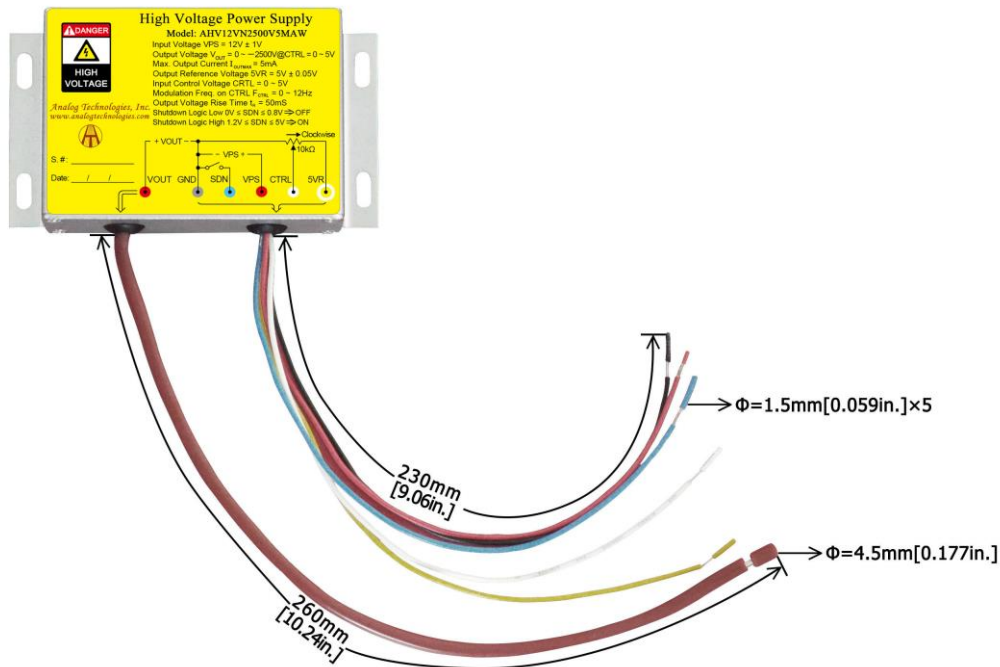 High Voltage Power Supply
Model: AHV12VN2500V5MAW
DANGER
HIGH
VOLTAGE
Input Voltage VPS = 12V ± 1V
Output Voltage VOUT = 0 ~ −2500V@CTRL = 0 ~ 5V
Max. Output Current IOUTMAX = 5mA
Output Reference Voltage 5VR = 5V ± 0.05V
Input Control Voltage CRTL = 0 ~ 5V
Modulation Freq. on CTRL FCTRL = 0 ~ 12Hz
Output Voltage Rise Time tR = 50mS
Shutdown Logic Low 0V ≤ SDN ≤ 0.8V ⇒ OFF
Shutdown Logic High 1.2V ≤ SDN ≤ 5V ⇒ ON
Analog Technologies, Inc.
www.analogtechnologies.com
AT
Clockwise
+ VOUT −
10kΩ
− VPS +
S. #:
Date: / /
VOUT GND SDN VPS CTRL 5VR
Φ=1.5mm[0.059in.]×5
230mm
[9.06in.]
Φ=4.5mm[0.177in.]
260mm
[10.24in.]